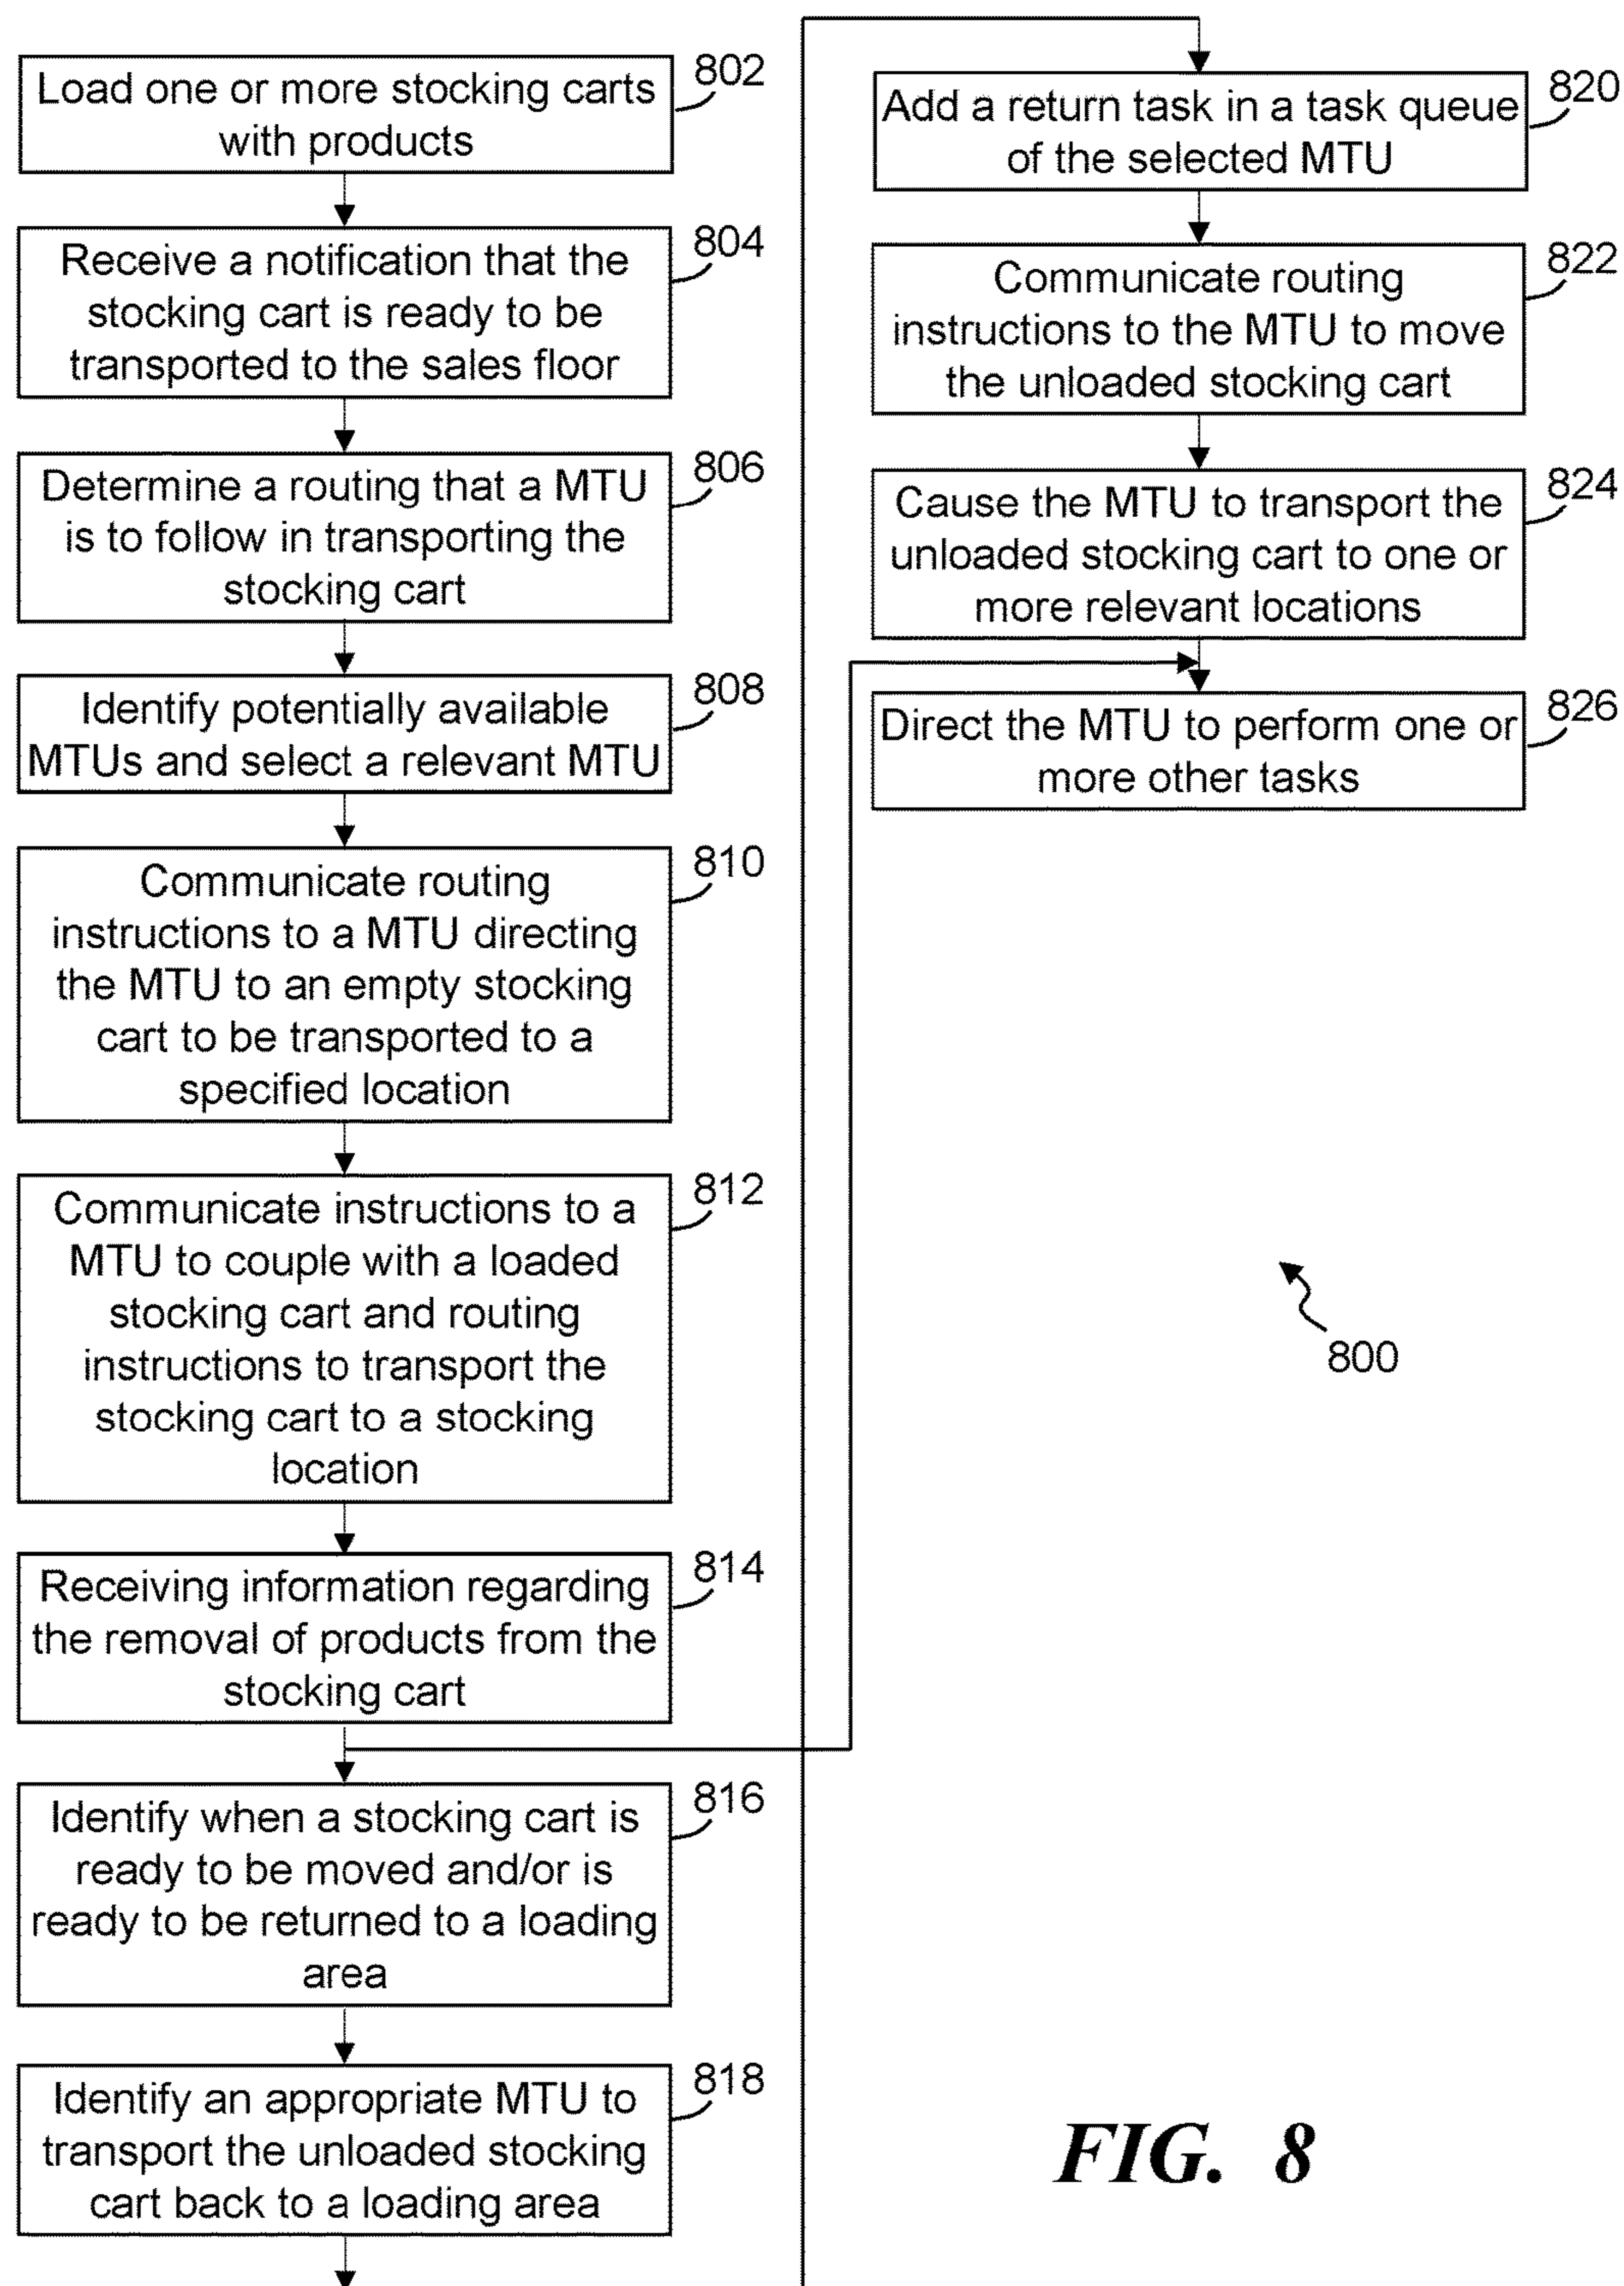 Load one or more stocking carts
with products
802
Receive a notification that the
stocking cart is ready to be
transported to the sales floor
804
Determine a routing that a MTU
is to follow in transporting the
stocking cart
806
Identify potentially available
MTUs and select a relevant MTU
808
Communicate routing
instructions to a MTU directing
the MTU to an empty stocking
cart to be transported to a
specified location
810
Communicate instructions to a
MTU to couple with a loaded
stocking cart and routing
instructions to transport the
stocking cart to a stocking
location
812
Receiving information regarding
the removal of products from the
stocking cart
814
Identify when a stocking cart is
ready to be moved and/or is
ready to be returned to a loading
area
816
Identify an appropriate MTU to
transport the unloaded stocking
cart back to a loading area
818
Add a return task in a task queue
of the selected MTU
820
Communicate routing
instructions to the MTU to move
the unloaded stocking cart
822
Cause the MTU to transport the
unloaded stocking cart to one or
more relevant locations
824
Direct the MTU to perform one or
more other tasks
826
800
FIG. 8